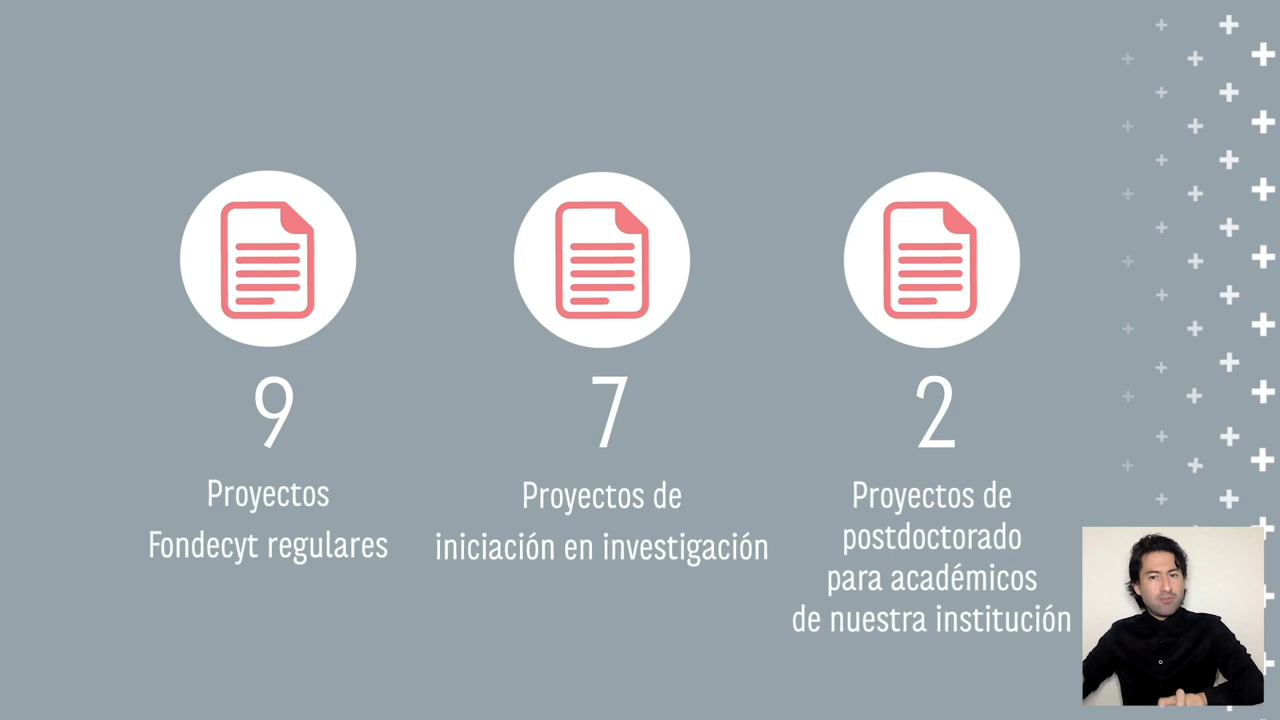 9
Proyectos
Fondecyt regulares
7
Proyectos de
iniciación en investigación
2
Proyectos de
postdoctorado
para académicos
de nuestra institución